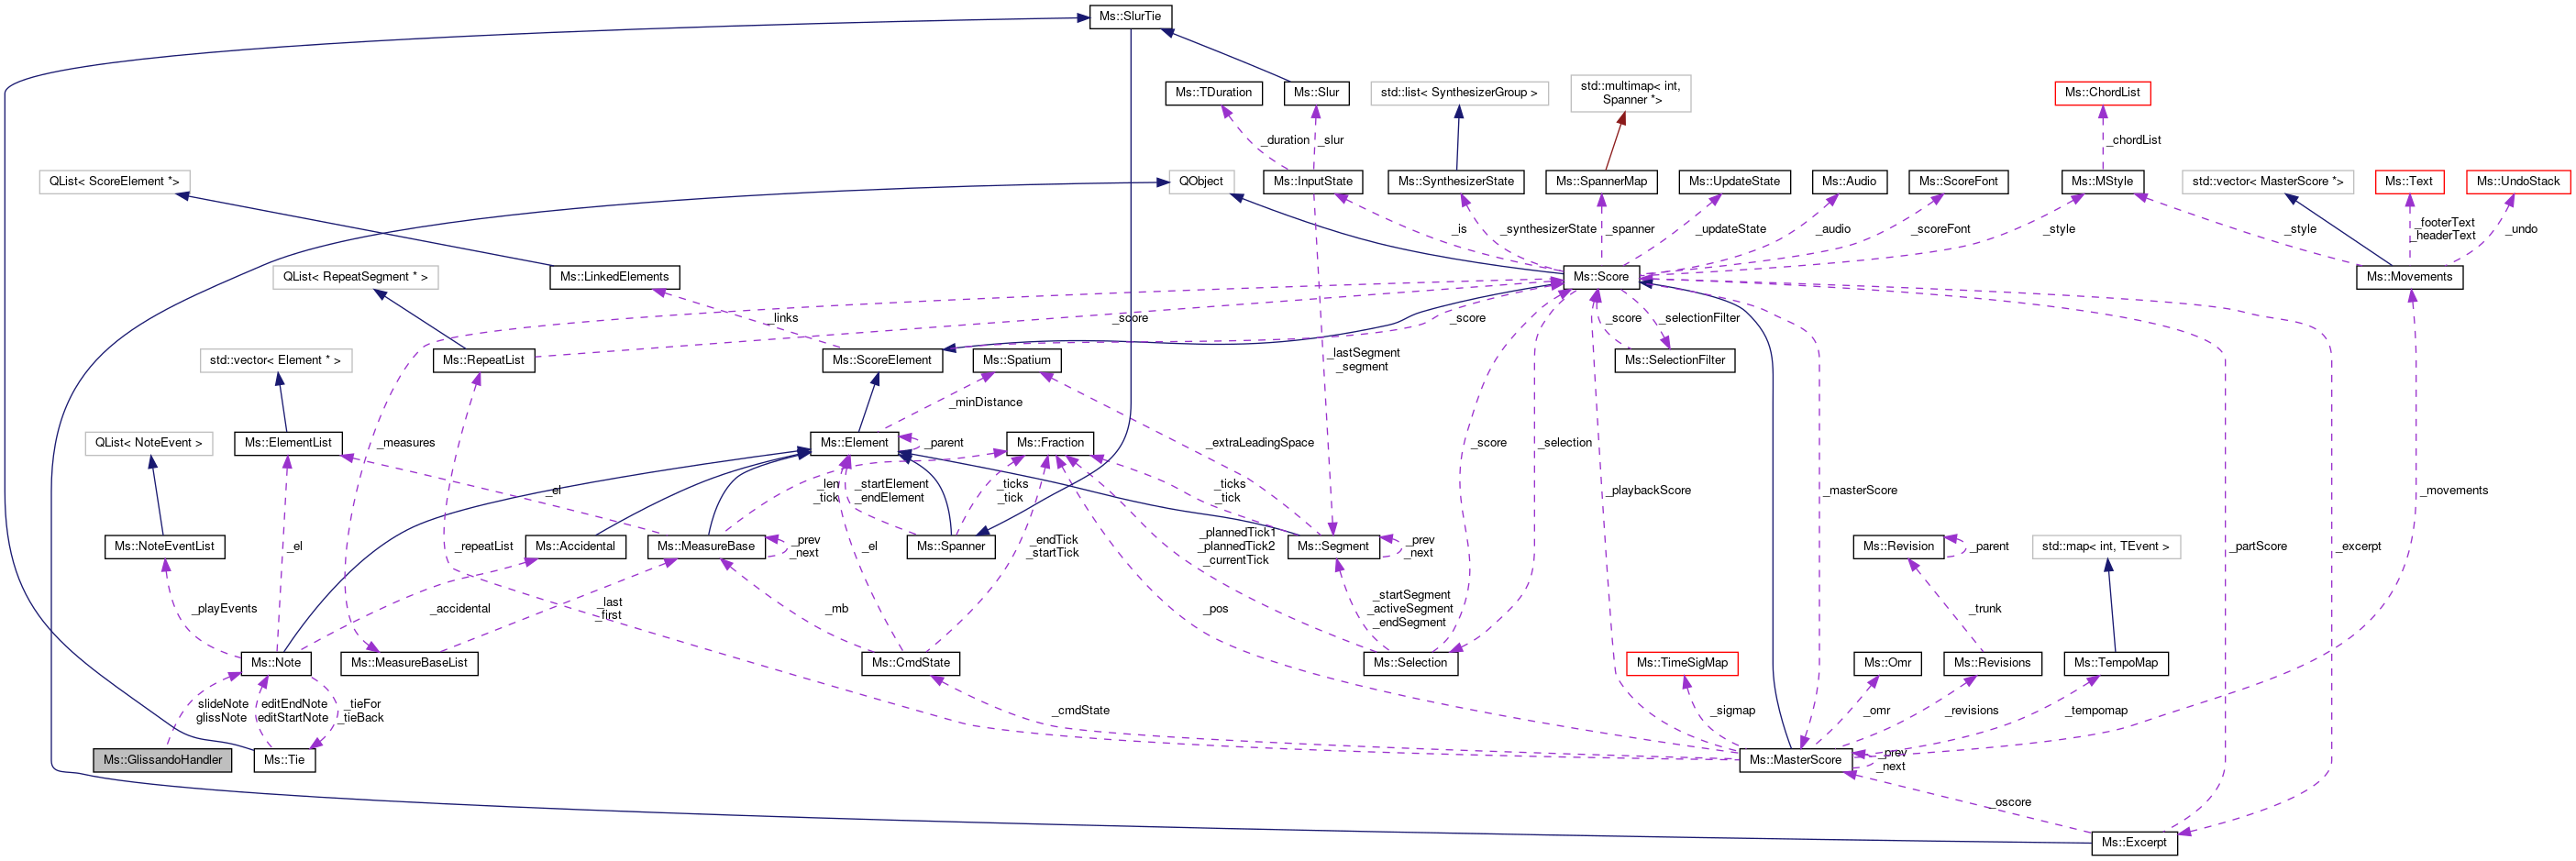 Ms::SlurTie
Ms::TDuration
Ms::Slur
std::list< SynthesizerGroup >
std::multimap< int,
Spanner *>
Ms::ChordList
_duration
_slur
_chordList
QList< ScoreElement *>
QObject
Ms::InputState
Ms::SynthesizerState
Ms::SpannerMap
Ms::UpdateState
Ms::Audio
Ms::ScoreFont
Ms::MStyle
std::vector< MasterScore *>
Ms::Text
Ms::UndoStack
_is
_synthesizerState
_spanner
_updateState
_audio
_scoreFont
_style
_style
_footerText
_headerText
_undo
QList< RepeatSegment * >
Ms::LinkedElements
Ms::Score
Ms::Movements
_links
_score
_score
_score
_selectionFilter
std::vector< Element * >
Ms::RepeatList
Ms::ScoreElement
Ms::Spatium
_lastSegment
_segment
Ms::SelectionFilter
_minDistance
QList< NoteEvent >
Ms::ElementList
_measures
Ms::Element
_parent
Ms::Fraction
_extraLeadingSpace
_score
_selection
_el
_len
_tick
_startElement
_endElement
_ticks
_tick
_ticks
_tick
_playbackScore
_masterScore
_movements
Ms::NoteEventList
_el
_repeatList
Ms::Accidental
Ms::MeasureBase
_prev
_next
_el
Ms::Spanner
_endTick
_startTick
_plannedTick1
_plannedTick2
_currentTick
Ms::Segment
_prev
_next
Ms::Revision
_parent
std::map< int, TEvent >
_partScore
_excerpt
_playEvents
_accidental
_last
_first
_mb
_startSegment
_activeSegment
_endSegment
_pos
_trunk
Ms::Note
Ms::MeasureBaseList
Ms::CmdState
Ms::Selection
Ms::TimeSigMap
Ms::Omr
Ms::Revisions
Ms::TempoMap
slideNote
glissNote
editEndNote
editStartNote
_tieFor
_tieBack
_cmdState
_sigmap
_omr
_revisions
_tempomap
Ms::GlissandoHandler
Ms::Tie
Ms::MasterScore
_prev
_next
_oscore
Ms::Excerpt